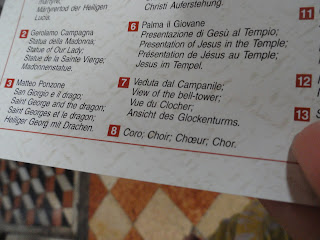 martyre
Märtyrertod der Heiligen
Lucia.
2 Gerolamo Campagna
Statua della Madonna;
Statue of Our Lady;
Statue de la Sainte Vierge;
Madonnenstatue.
3 Matteo Ponzone
San Giorgio e il drago;
Saint George and the dragon;
Saint Georges et le dragon;
Heiliger Georg mit Drachen.
Christi Auferstehung.
6 Palma il Giovane
Presentazione di Gesù al Tempio;
Presentation of Jesus in the Temple;
Présentation de Jésus au Temple;
Jesus im Tempel.
7 Veduta dal Campanile;
View of the bell-tower;
Vue du Clocher;
Ansicht des Glockenturms.
8 Coro; Choir; Chœur; Chor.
11
12
13